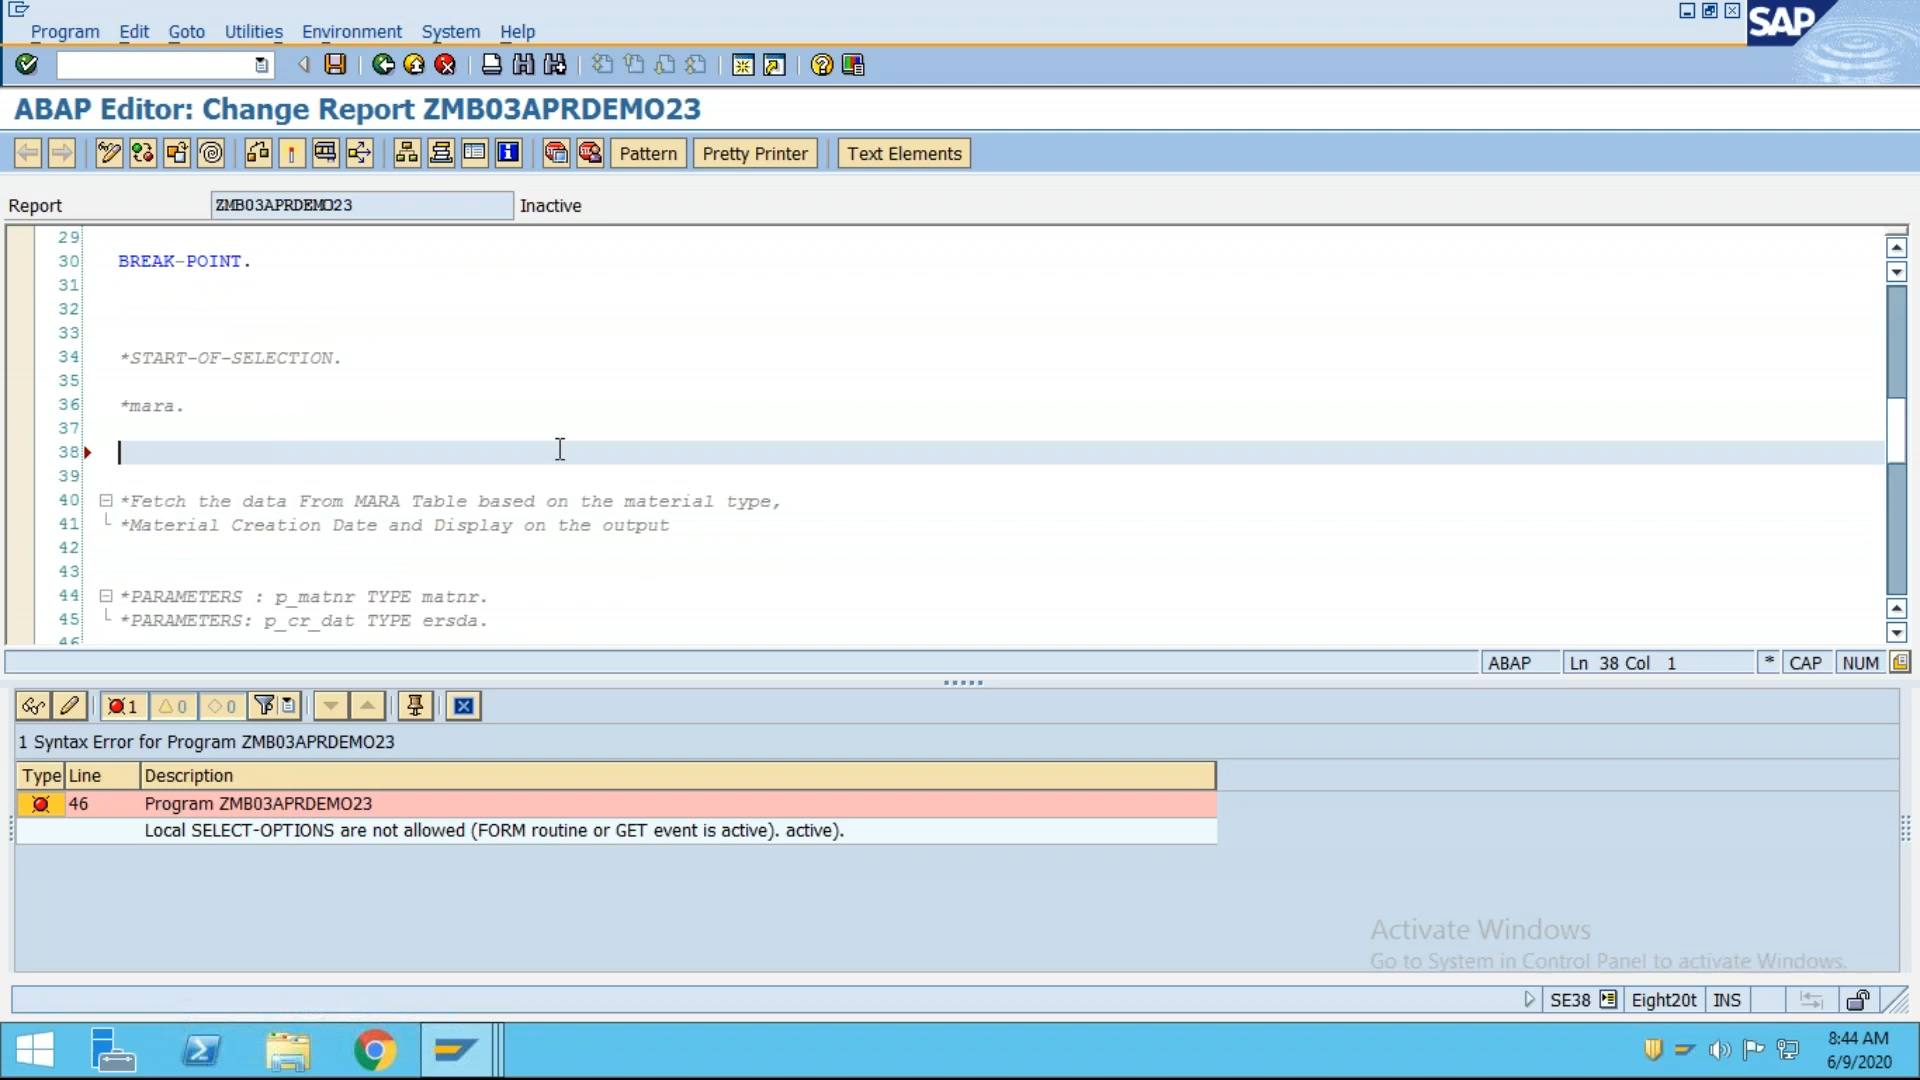 Program Edit Goto Utilities Environment System Help
SAP
ABAP Editor: Change Report ZMB03APRDEMO23
Pattern Pretty Printer Text Elements
Report ZMB03APRDEMO23 Inactive
29
30 BREAK-POINT.
31
32
33
34 *START-OF-SELECTION.
35
36 *mara.
37
38
39
40 *Fetch the data From MARA Table based on the material type,
41 *Material Creation Date and Display on the output
42
43
44 *PARAMETERS : p_matnr TYPE matnr.
45 *PARAMETERS: p_cr_dat TYPE ersda.
46
ABAP Ln 38 Col 1 * CAP NUM
1 0 0
1 Syntax Error for Program ZMB03APRDEMO23
Type Line Description
46 Program ZMB03APRDEMO23
Local SELECT-OPTIONS are not allowed (FORM routine or GET event is active). active).
Activate Windows
Go to System in Control Panel to activate Windows.
SE38 Eight20t INS
8:44 AM
6/9/2020